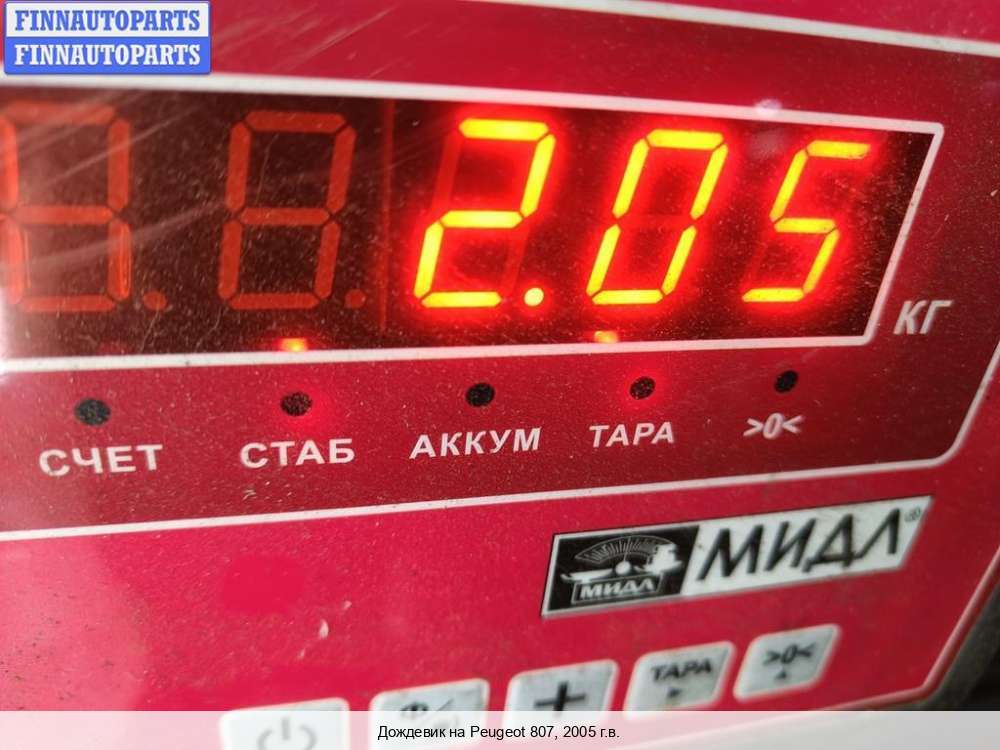 FINNAUTOPARTS
FINNAUTOPARTS
2.05
КГ
СЧЕТ СТАБ АККУМ ТАРА >0<
МИДЛ МИДЛ®
+ ТАРА >0<
Дождевик на Peugeot 807, 2005 г.в.